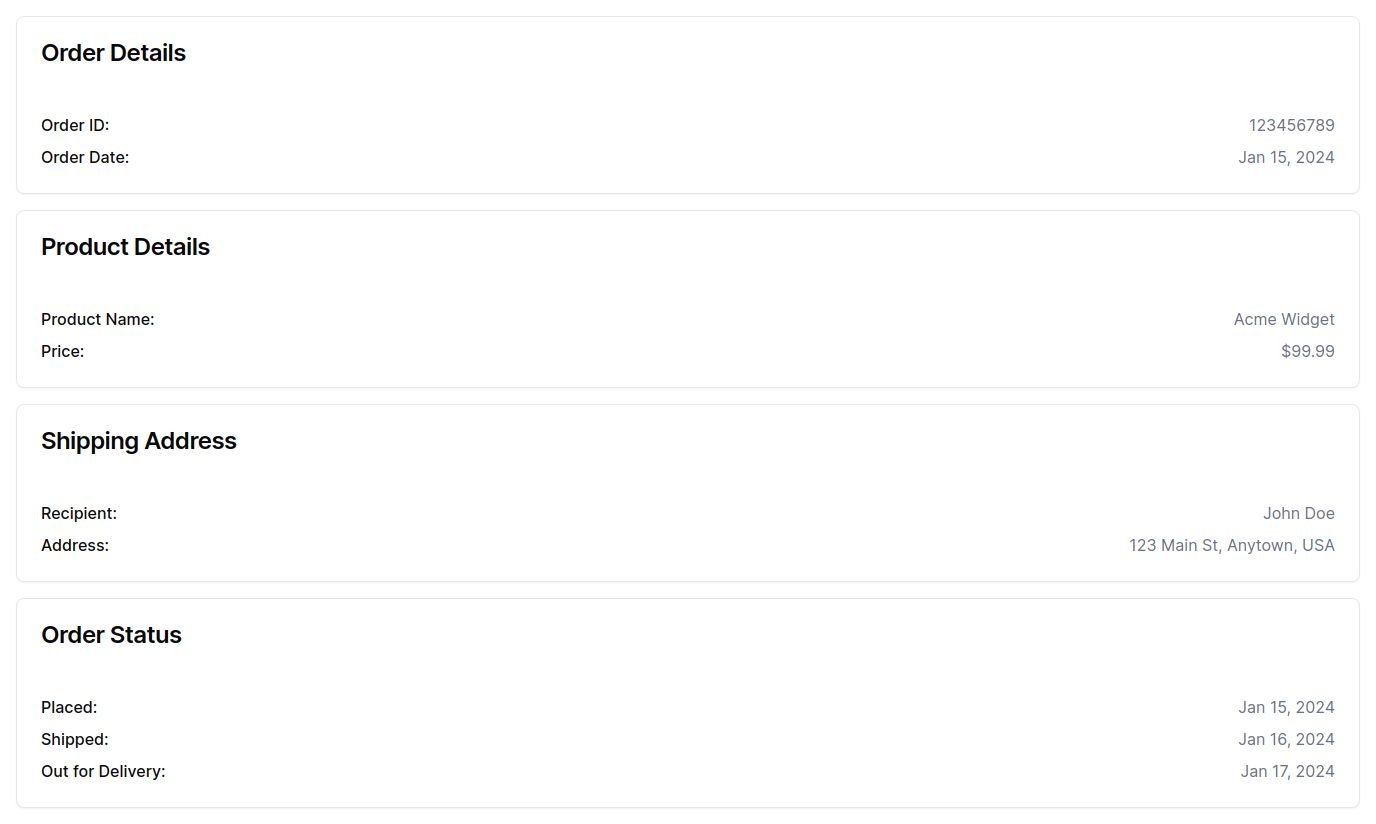 Order Details
Order ID: 123456789
Order Date: Jan 15, 2024
Product Details
Product Name: Acme Widget
Price: $99.99
Shipping Address
Recipient: John Doe
Address: 123 Main St, Anytown, USA
Order Status
Placed: Jan 15, 2024
Shipped: Jan 16, 2024
Out for Delivery: Jan 17, 2024